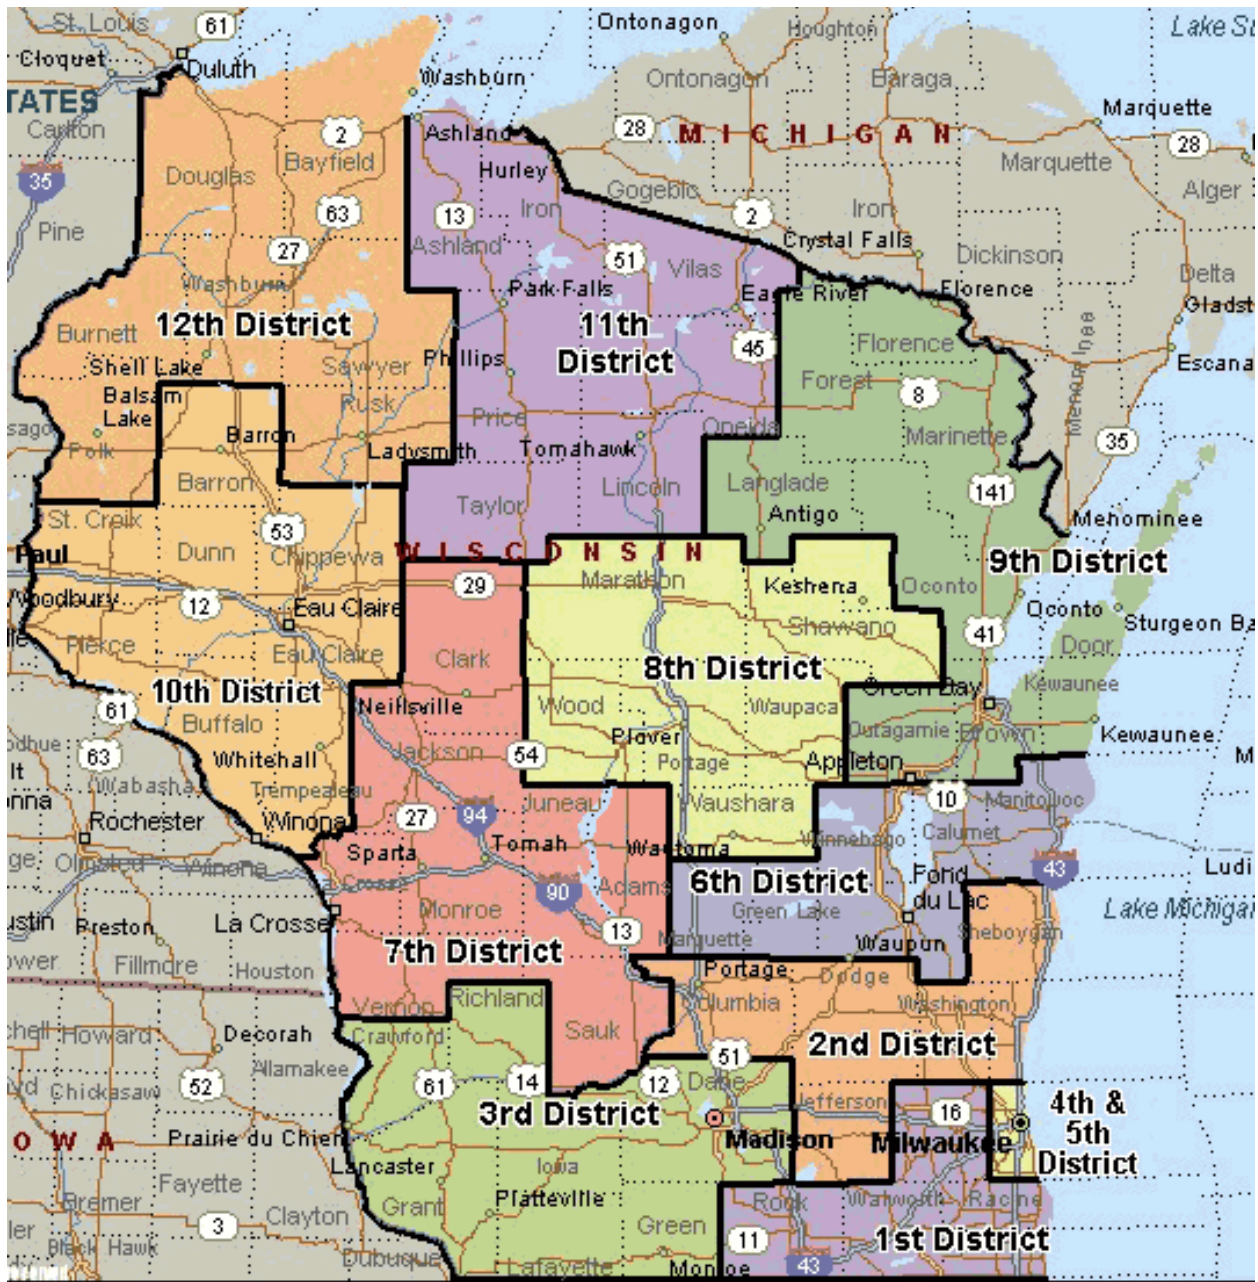 St. Louis
61
Ontonagon
Houghton
Lake Su
Cloquet
Duluth
Washburn
Ontonagon
Baraga
TATES
Carlton
2
Ashland
28
MICHIGAN
Marquette
28
Bayfield
Douglas
Hurley
Gogebic
Marquette
Alger
35
Pine
63
13
Iron
2
Iron
27
Ashland
51
Vilas
Crystal Falls
Dickinson
Delta
Washburn
Park Falls
Eagle River
Florence
Gladst
Burnett
12th District
11th
District
45
Florence
Menominee
Escana
Shell Lake
Sawyer
Phillips
Forest
8
Balsam
Lake
Rusk
Price
Oneida
Marinette
35
Polk
Barron
Ladysmith
Tomahawk
Barron
Taylor
Lincoln
Langlade
141
St. Croix
53
Antigo
Menominee
Paul
Dunn
Chippewa
WISCONSIN
9th District
29
Marathon
Keshena
Oconto
Oconto
Woodbury
12
Eau Claire
Shawano
41
Sturgeon Ba
Pierce
Eau Claire
Clark
8th District
Door
10th District
Kewaunee
61
Buffalo
Neillsville
Wood
Waupaca
Green Bay
63
Whitehall
Jackson
54
Plover
Outagamie
Brown
Kewaunee
Wabasha
Trempealeau
Portage
Appleton
Juneau
Waushara
10
Manitowoc
Rochester
Winona
27
94
Winnebago
Calumet
Olmsted
Winona
Sparta
Tomah
Wautoma
43
Ludi
La Crosse
90
Adams
6th District
Fond
du Lac
Preston
La Crosse
Monroe
13
Green Lake
Sheboygan
Lake Michigan
Fillmore
Houston
7th District
Marquette
Waupun
Portage
Dodge
Vernon
Richland
Columbia
Washington
Howard
Decorah
Crawford
Sauk
51
2nd District
Chickasaw
Allamakee
52
61
14
12
Dane
OWA
Prairie du Chien
3rd District
Jefferson
16
4th &
5th
District
Madison
Milwaukee
Fayette
Lancaster
Iowa
Bremer
Clayton
Grant
Platteville
Rock
Walworth
Racine
3
Green
11
1st District
Black Hawk
Dubuque
Lafayette
Monroe
43